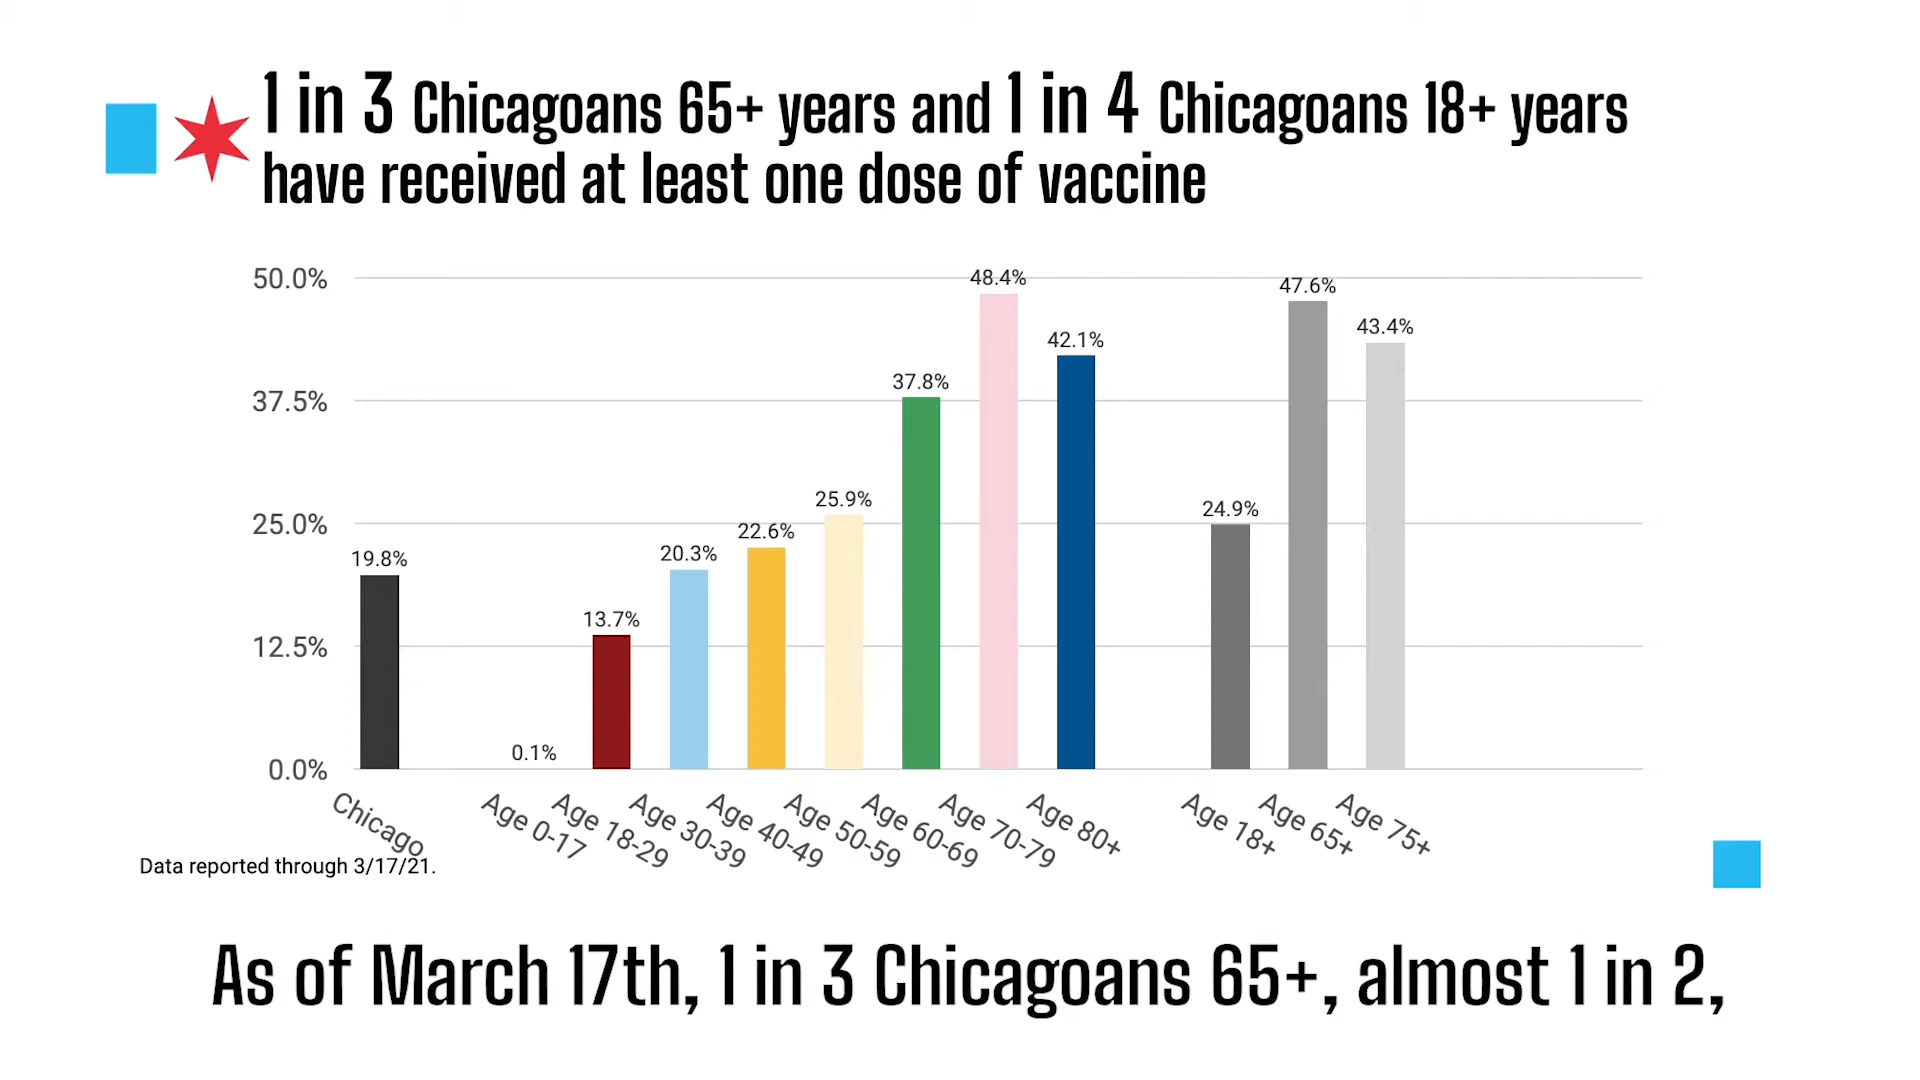 1 in 3 Chicagoans 65+ years and 1 in 4 Chicagoans 18+ years
have received at least one dose of vaccine
50.0%
37.5%
25.0%
12.5%
0.0%
19.8%
0.1%
13.7%
20.3%
22.6%
25.9%
37.8%
48.4%
42.1%
24.9%
47.6%
43.4%
Chicago
Age 0-17
Age 18-29
Age 30-39
Age 40-49
Age 50-59
Age 60-69
Age 70-79
Age 80+
Age 18+
Age 65+
Age 75+
Data reported through 3/17/21.
As of March 17th, 1 in 3 Chicagoans 65+, almost 1 in 2,